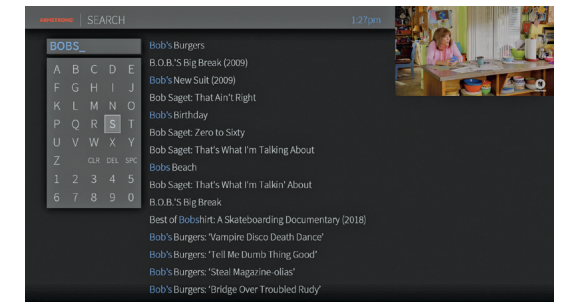 ARMSTRONG SEARCH 1:27pm
BOBS_
A B C D E
F G H I J
K L M N O
P Q R S T
U V W X Y
Z CLR DEL SPC
1 2 3 4 5
6 7 8 9 0
Bob's Burgers
B.O.B.'S Big Break (2009)
Bob's New Suit (2009)
Bob Saget: That Ain't Right
Bob's Birthday
Bob Saget: Zero to Sixty
Bob Saget: That's What I'm Talking About
Bobs Beach
Bob Saget: That's What I'm Talkin' About
B.O.B.'S Big Break
Best of Bobshirt: A Skateboarding Documentary (2018)
Bob's Burgers: 'Vampire Disco Death Dance'
Bob's Burgers: 'Tell Me Dumb Thing Good'
Bob's Burgers: 'Steal Magazine-olias'
Bob's Burgers: 'Bridge Over Troubled Rudy'